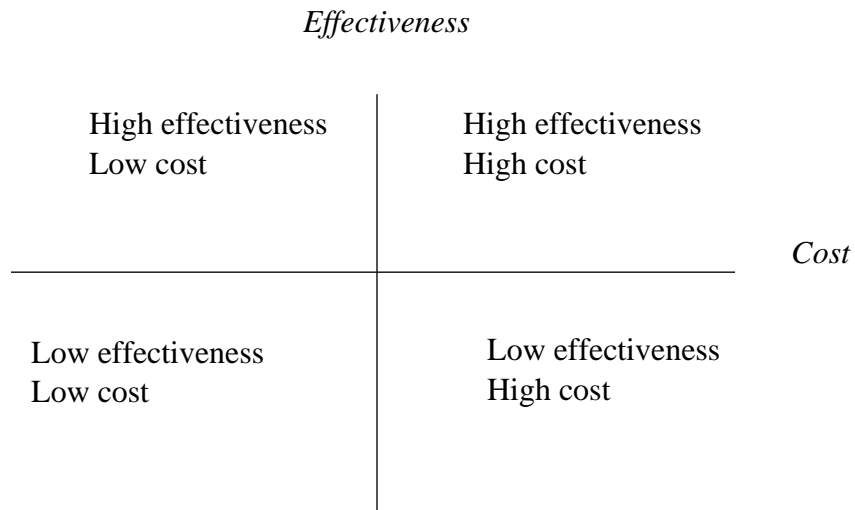 Effectiveness
High effectiveness
Low cost
High effectiveness
High cost
Cost
Low effectiveness
Low cost
Low effectiveness
High cost